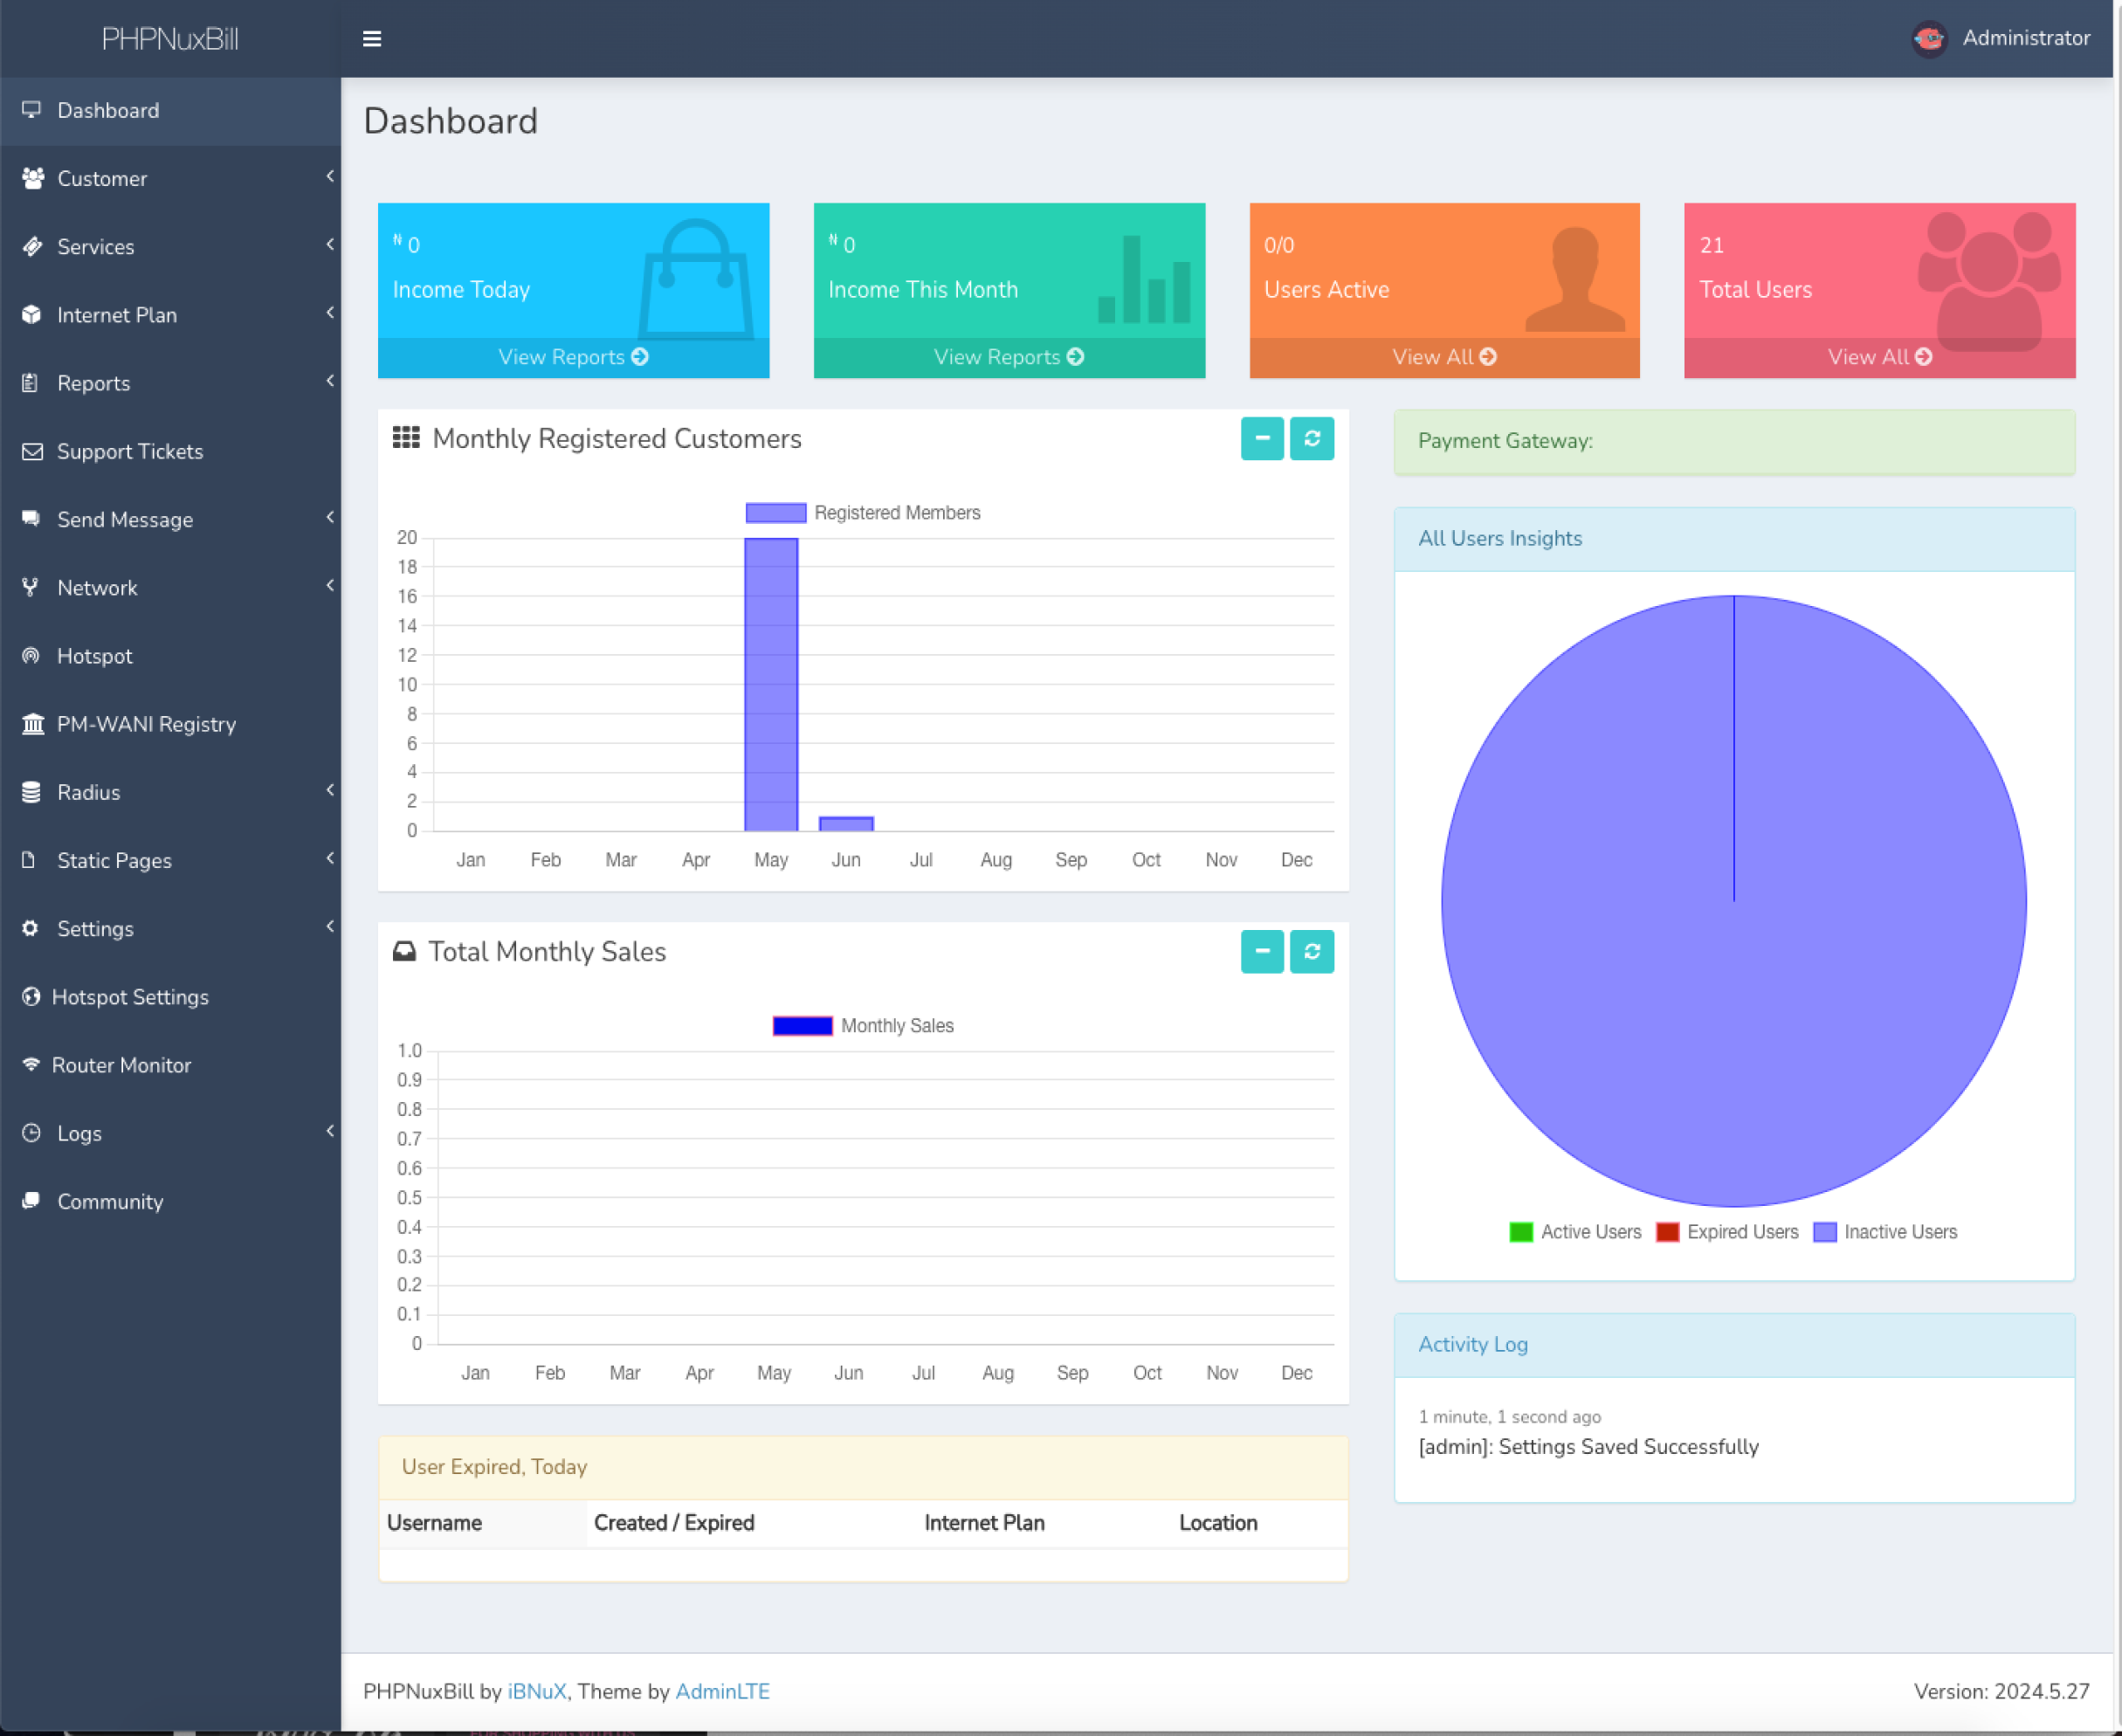 PHPNuxBill
Administrator
Dashboard
Customer
Services
Internet Plan
Reports
Support Tickets
Send Message
Network
Hotspot
PM-WANI Registry
Radius
Static Pages
Settings
Hotspot Settings
Router Monitor
Logs
Community
Dashboard
₦ 0
Income Today
View Reports
₦ 0
Income This Month
View Reports
0/0
Users Active
View All
21
Total Users
View All
Monthly Registered Customers
Registered Members
20
18
16
14
12
10
8
6
4
2
0
Jan Feb Mar Apr May Jun Jul Aug Sep Oct Nov Dec
Total Monthly Sales
Monthly Sales
1.0
0.9
0.8
0.7
0.6
0.5
0.4
0.3
0.2
0.1
0
Jan Feb Mar Apr May Jun Jul Aug Sep Oct Nov Dec
User Expired, Today
Username Created / Expired Internet Plan Location
Payment Gateway:
All Users Insights
Active Users Expired Users Inactive Users
Activity Log
1 minute, 1 second ago
[admin]: Settings Saved Successfully
PHPNuxBill by iBNuX, Theme by AdminLTE
Version: 2024.5.27